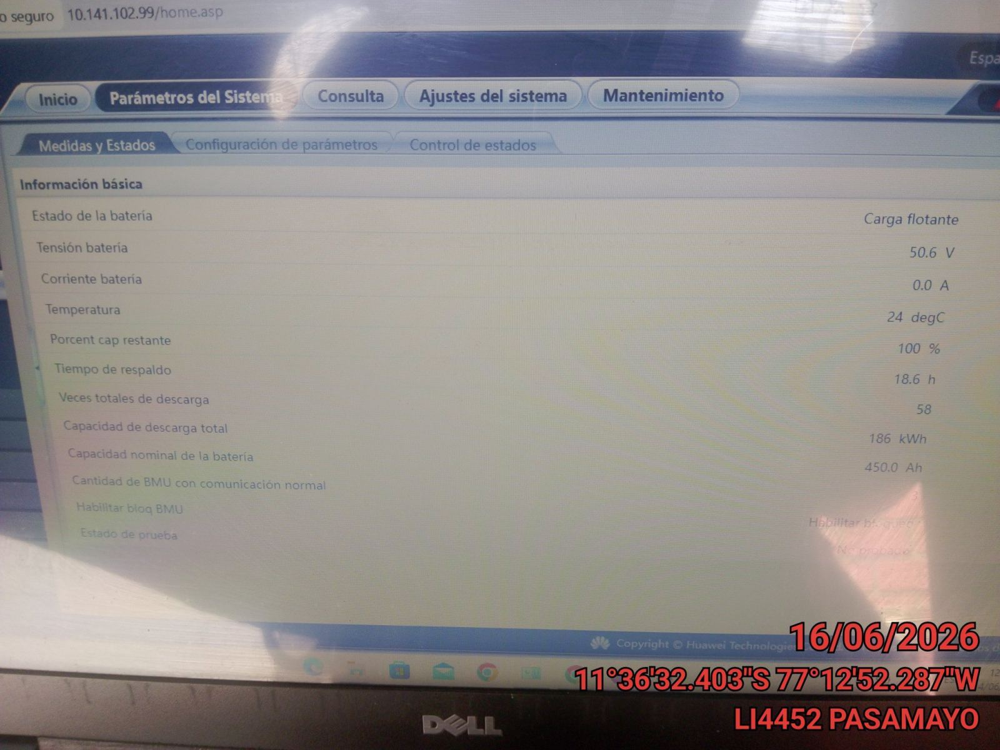 o seguro 10.141.102.99/home.asp
Inicio Parámetros del Sistema Consulta Ajustes del sistema Mantenimiento
Medidas y Estados Configuración de parámetros Control de estados
Información básica
Estado de la batería Carga flotante
Tensión batería 50.6 V
Corriente batería 0.0 A
Temperatura 24 degC
Porcent cap restante 100 %
Tiempo de respaldo 18.6 h
Veces totales de descarga 58
Capacidad de descarga total 186 kWh
Capacidad nominal de la batería 450.0 Ah
Cantidad de BMU con comunicación normal 3
Habilitar bloq BMU Habilitar bloqueo
Estado de prueba No probado
Copyright © Huawei Technologies
16/06/2026
11°36'32.403"S 77°12'52.287"W
LI4452 PASAMAYO
DELL